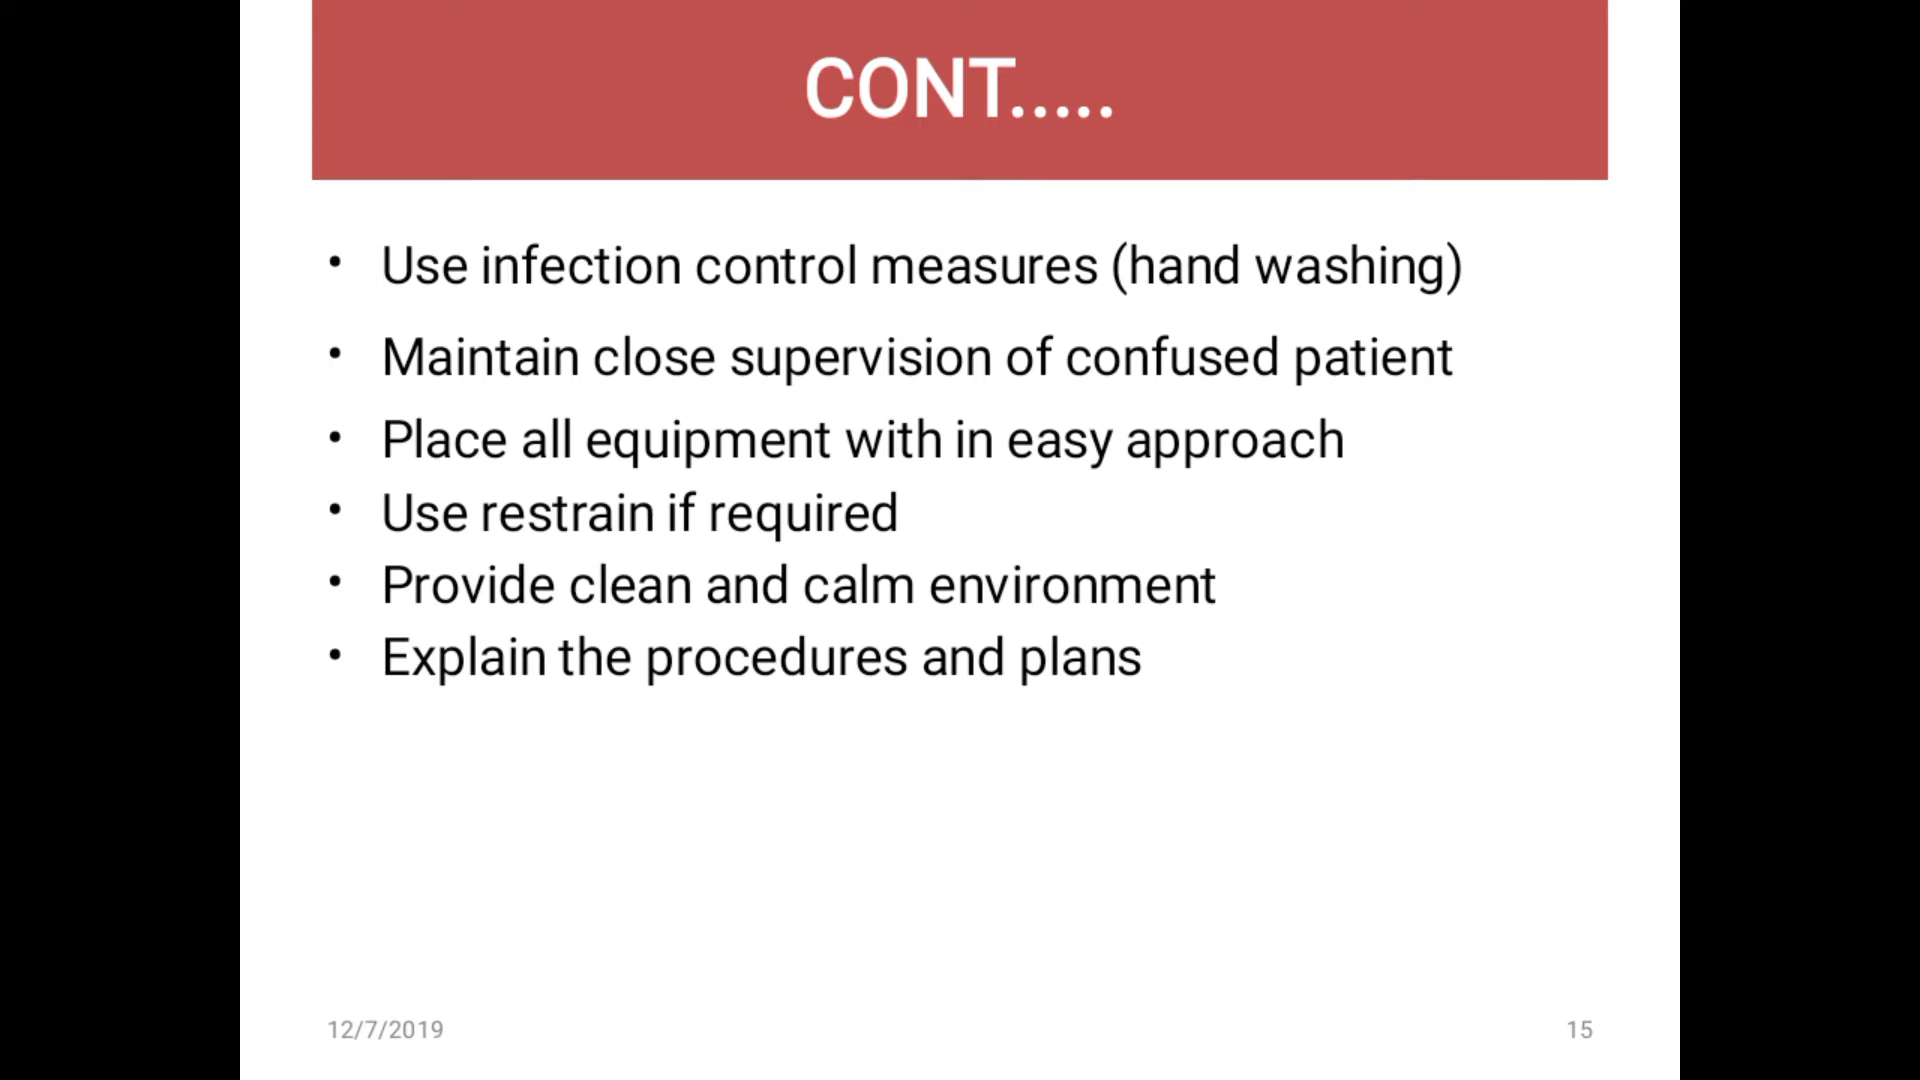 CONT.....
• Use infection control measures (hand washing)
• Maintain close supervision of confused patient
• Place all equipment with in easy approach
• Use restrain if required
• Provide clean and calm environment
• Explain the procedures and plans
12/7/2019
15